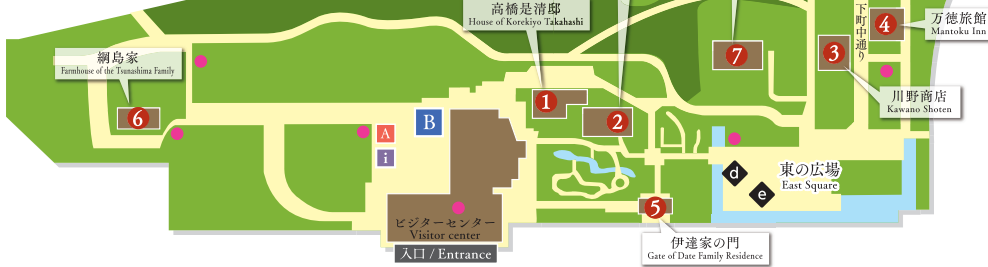 高橋是清邸
House of Korekiyo Takahashi
下町中通り
4
万徳旅館
Mantoku Inn
綱島家
Farmhouse of the Tsunashima Family
7
3
川野商店
Kawano Shoten
1
2
6
B
A
i
d
e
東の広場
East Square
5
ビジターセンター
Visitor center
伊達家の門
Gate of Date Family Residence
入口 / Entrance